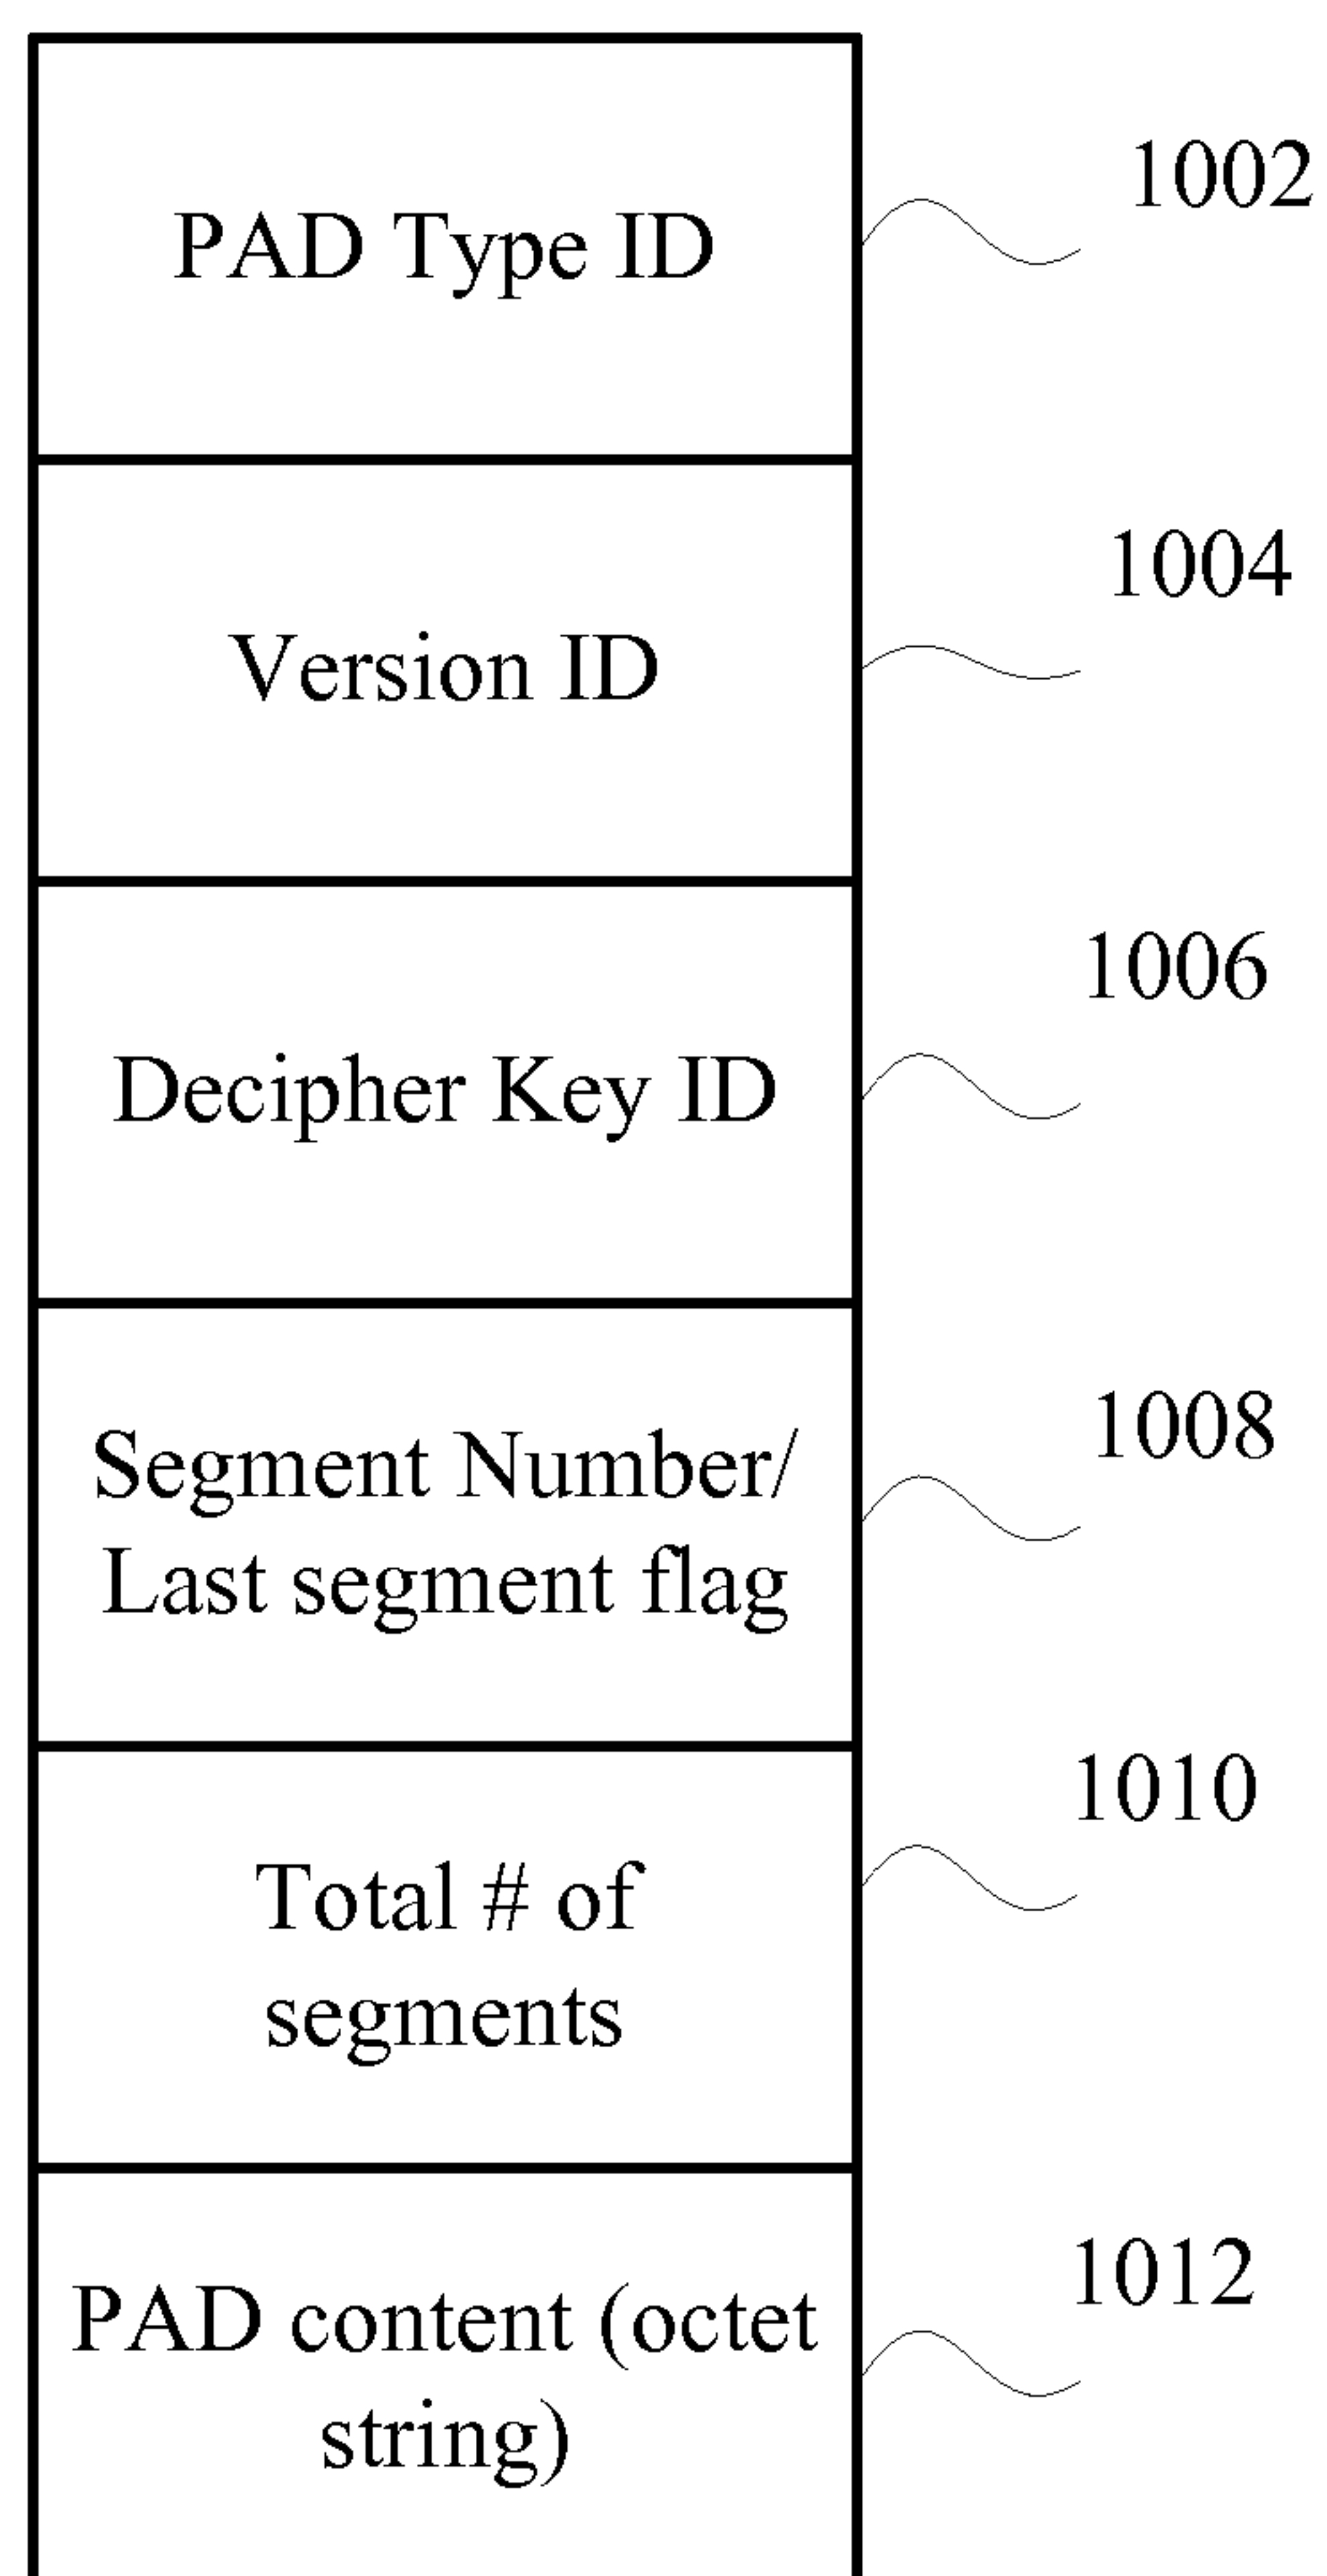 PAD Type ID
1002
Version ID
1004
Decipher Key ID
1006
Segment Number/
Last segment flag
1008
Total # of
segments
1010
PAD content (octet
string)
1012